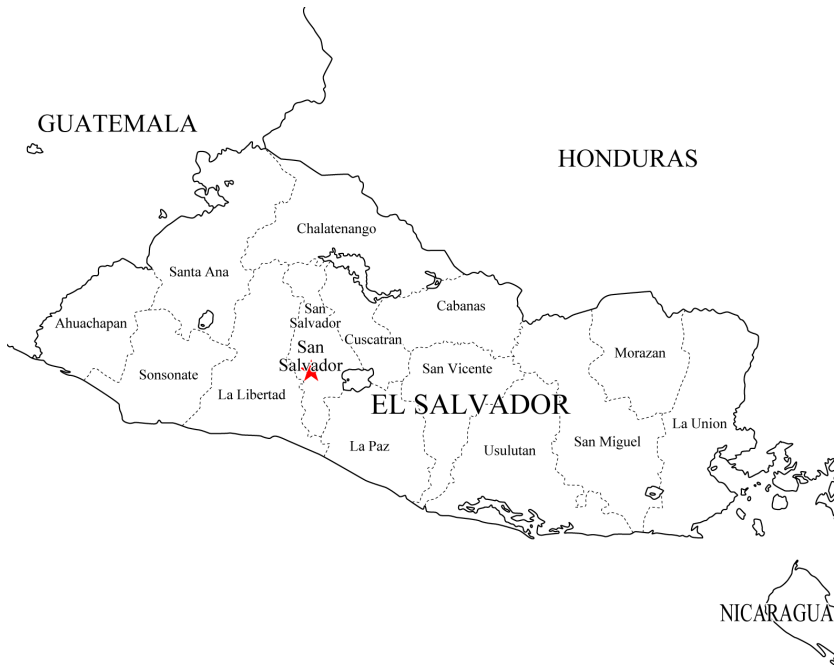 GUATEMALA
HONDURAS
Chalatenango
Santa Ana
Cabanas
San
Salvador
Ahuachapan
Cuscatran
San
Salvador
Morazan
San Vicente
Sonsonate
La Libertad
EL SALVADOR
La Union
San Miguel
La Paz
Usulutan
NICARAGUA